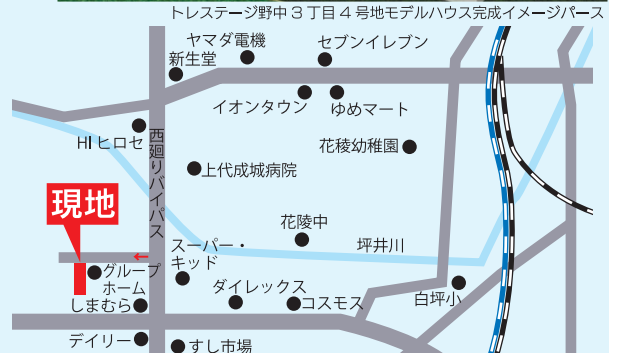 トレステージ野中3丁目4号地モデルハウス完成イメージパース
ヤマダ電機
セブンイレブン
新生堂
イオンタウン
ゆめマート
HIヒロセ
西廻りバイパス
花稜幼稚園
上代成城病院
現地
花陵中
スーパー・
キッド
坪井川
←
グループ
ホーム
ダイレックス
白坪小
しまむら
コスモス
デイリー
すし市場